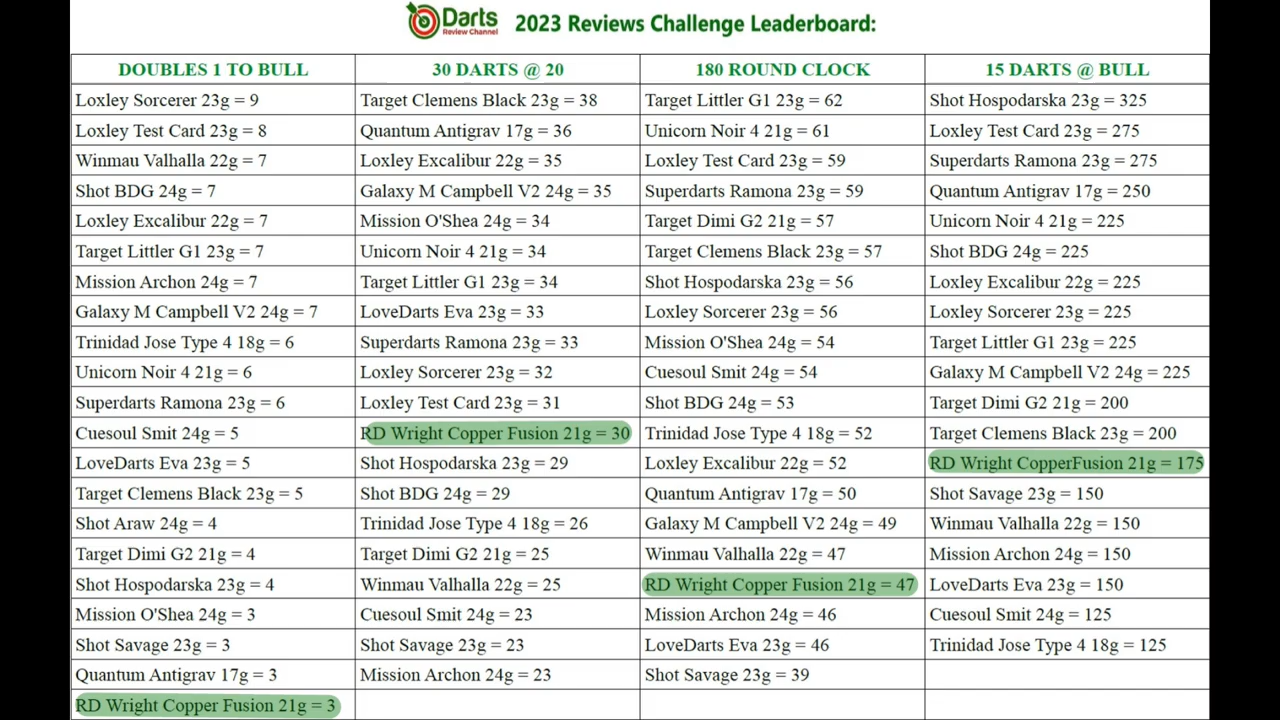 Darts
Review Channel
2023 Reviews Challenge Leaderboard:
DOUBLES 1 TO BULL 30 DARTS @ 20 180 ROUND CLOCK 15 DARTS @ BULL
Loxley Sorcerer 23g = 9 Target Clemens Black 23g = 38 Target Littler G1 23g = 62 Shot Hospodarska 23g = 325
Loxley Test Card 23g = 8 Quantum Antigrav 17g = 36 Unicorn Noir 4 21g = 61 Loxley Test Card 23g = 275
Winmau Valhalla 22g = 7 Loxley Excalibur 22g = 35 Loxley Test Card 23g = 59 Superdarts Ramona 23g = 275
Shot BDG 24g = 7 Galaxy M Campbell V2 24g = 35 Superdarts Ramona 23g = 59 Quantum Antigrav 17g = 250
Loxley Excalibur 22g = 7 Mission O'Shea 24g = 34 Target Dimi G2 21g = 57 Unicorn Noir 4 21g = 225
Target Littler G1 23g = 7 Unicorn Noir 4 21g = 34 Target Clemens Black 23g = 57 Shot BDG 24g = 225
Mission Archon 24g = 7 Target Littler G1 23g = 34 Shot Hospodarska 23g = 56 Loxley Excalibur 22g = 225
Galaxy M Campbell V2 24g = 7 LoveDarts Eva 23g = 33 Loxley Sorcerer 23g = 56 Loxley Sorcerer 23g = 225
Trinidad Jose Type 4 18g = 6 Superdarts Ramona 23g = 33 Mission O'Shea 24g = 54 Target Littler G1 23g = 225
Unicorn Noir 4 21g = 6 Loxley Sorcerer 23g = 32 Cuesoul Smit 24g = 54 Galaxy M Campbell V2 24g = 225
Superdarts Ramona 23g = 6 Loxley Test Card 23g = 31 Shot BDG 24g = 53 Target Dimi G2 21g = 200
Cuesoul Smit 24g = 5 RD Wright Copper Fusion 21g = 30 Trinidad Jose Type 4 18g = 52 Target Clemens Black 23g = 200
LoveDarts Eva 23g = 5 Shot Hospodarska 23g = 29 Loxley Excalibur 22g = 52 RD Wright CopperFusion 21g = 175
Target Clemens Black 23g = 5 Shot BDG 24g = 29 Quantum Antigrav 17g = 50 Shot Savage 23g = 150
Shot Araw 24g = 4 Trinidad Jose Type 4 18g = 26 Galaxy M Campbell V2 24g = 49 Winmau Valhalla 22g = 150
Target Dimi G2 21g = 4 Target Dimi G2 21g = 25 Winmau Valhalla 22g = 47 Mission Archon 24g = 150
Shot Hospodarska 23g = 4 Winmau Valhalla 22g = 25 RD Wright Copper Fusion 21g = 47 LoveDarts Eva 23g = 150
Mission O'Shea 24g = 3 Cuesoul Smit 24g = 23 Mission Archon 24g = 46 Cuesoul Smit 24g = 125
Shot Savage 23g = 3 Shot Savage 23g = 23 LoveDarts Eva 23g = 46 Trinidad Jose Type 4 18g = 125
Quantum Antigrav 17g = 3 Mission Archon 24g = 23 Shot Savage 23g = 39
RD Wright Copper Fusion 21g = 3